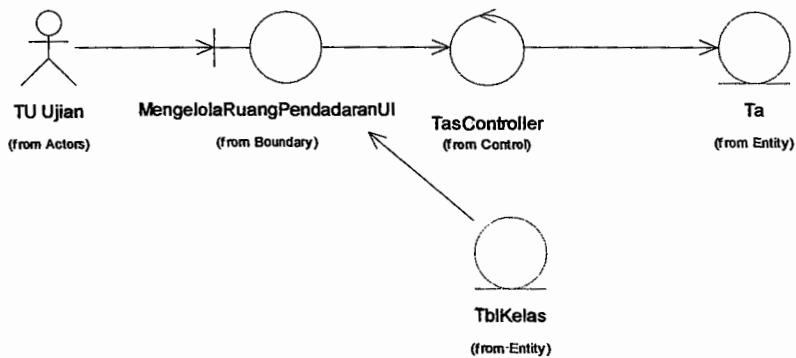 TU Ujian
(from Actors)
MengelolaRuangPendadaranUI
(from Boundary)
TasController
(from Control)
Ta
(from Entity)
TblKelas
(from Entity)